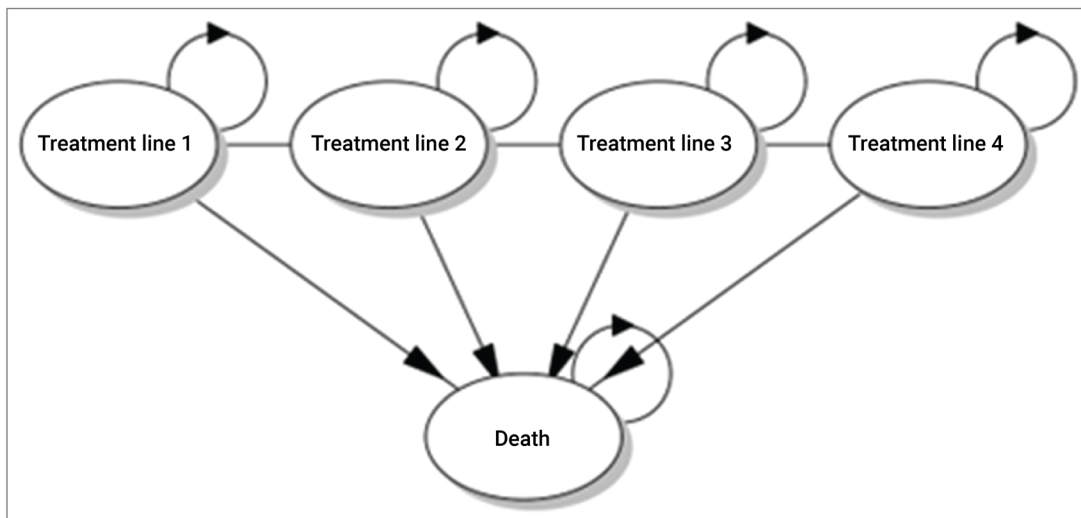 Treatment line 1
Treatment line 2
Treatment line 3
Treatment line 4
Death